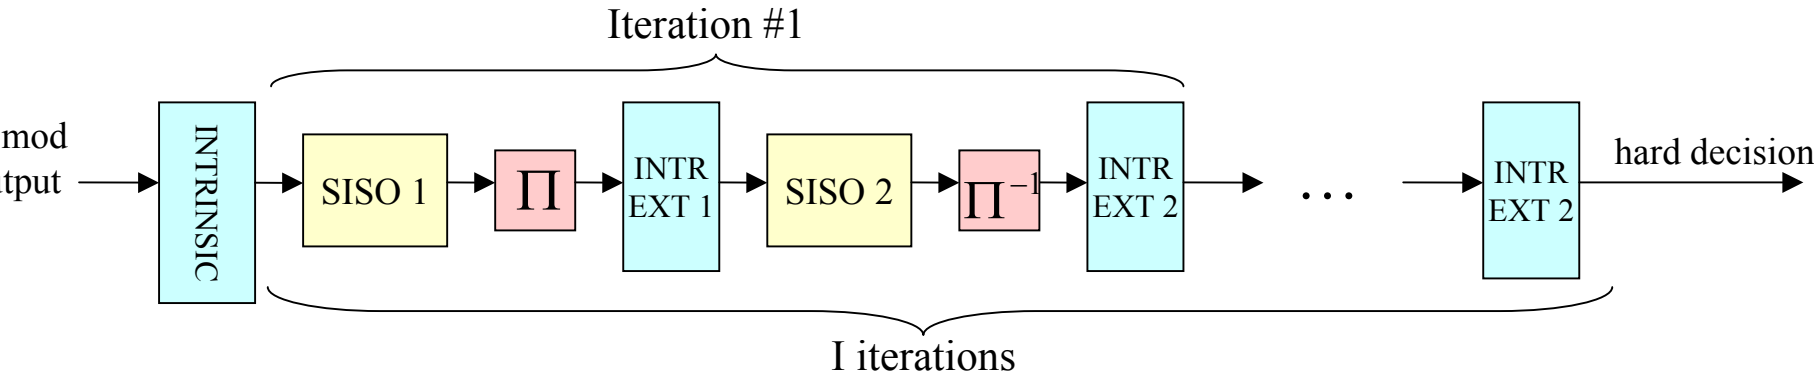 Iteration #1
mod
tput
INTRINSIC
SISO 1
Π
INTR
EXT 1
SISO 2
Π⁻¹
INTR
EXT 2
...
INTR
EXT 2
hard decision
I iterations